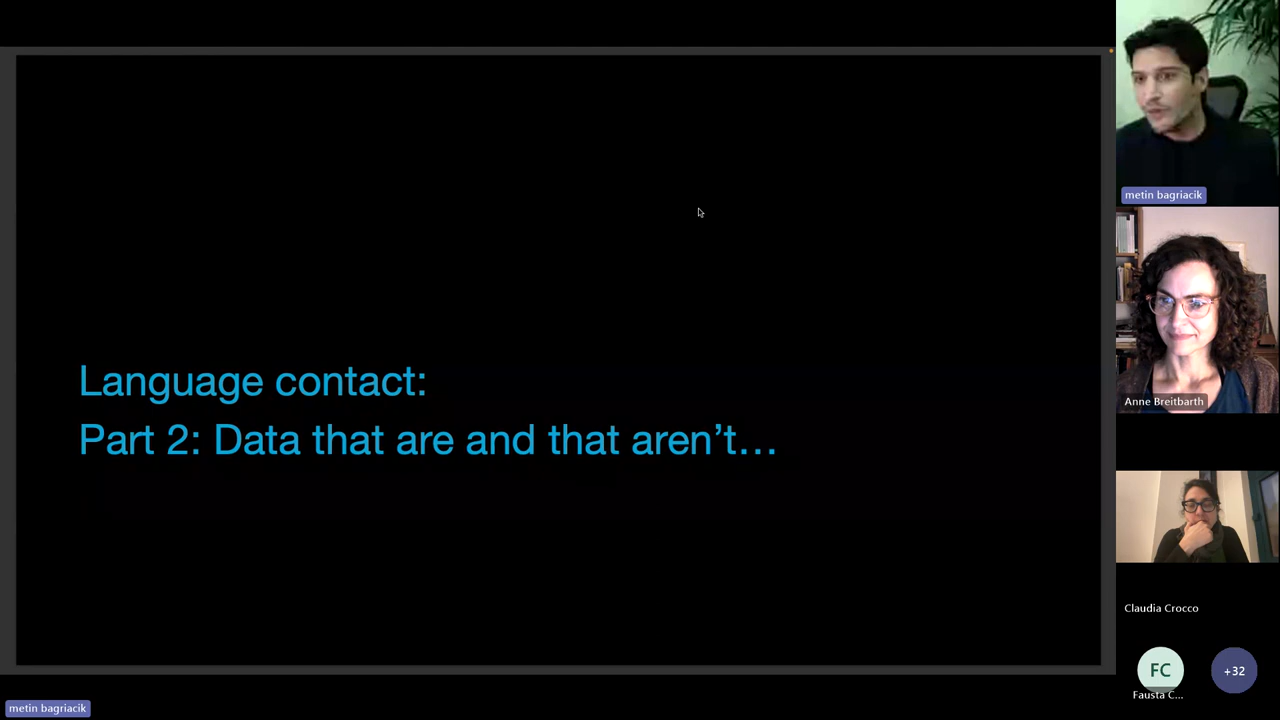 Language contact:
Part 2: Data that are and that aren't…
metin bagriacik
Anne Breitbarth
Claudia Crocco
FC
Fausta C...
+32
metin bagriacik